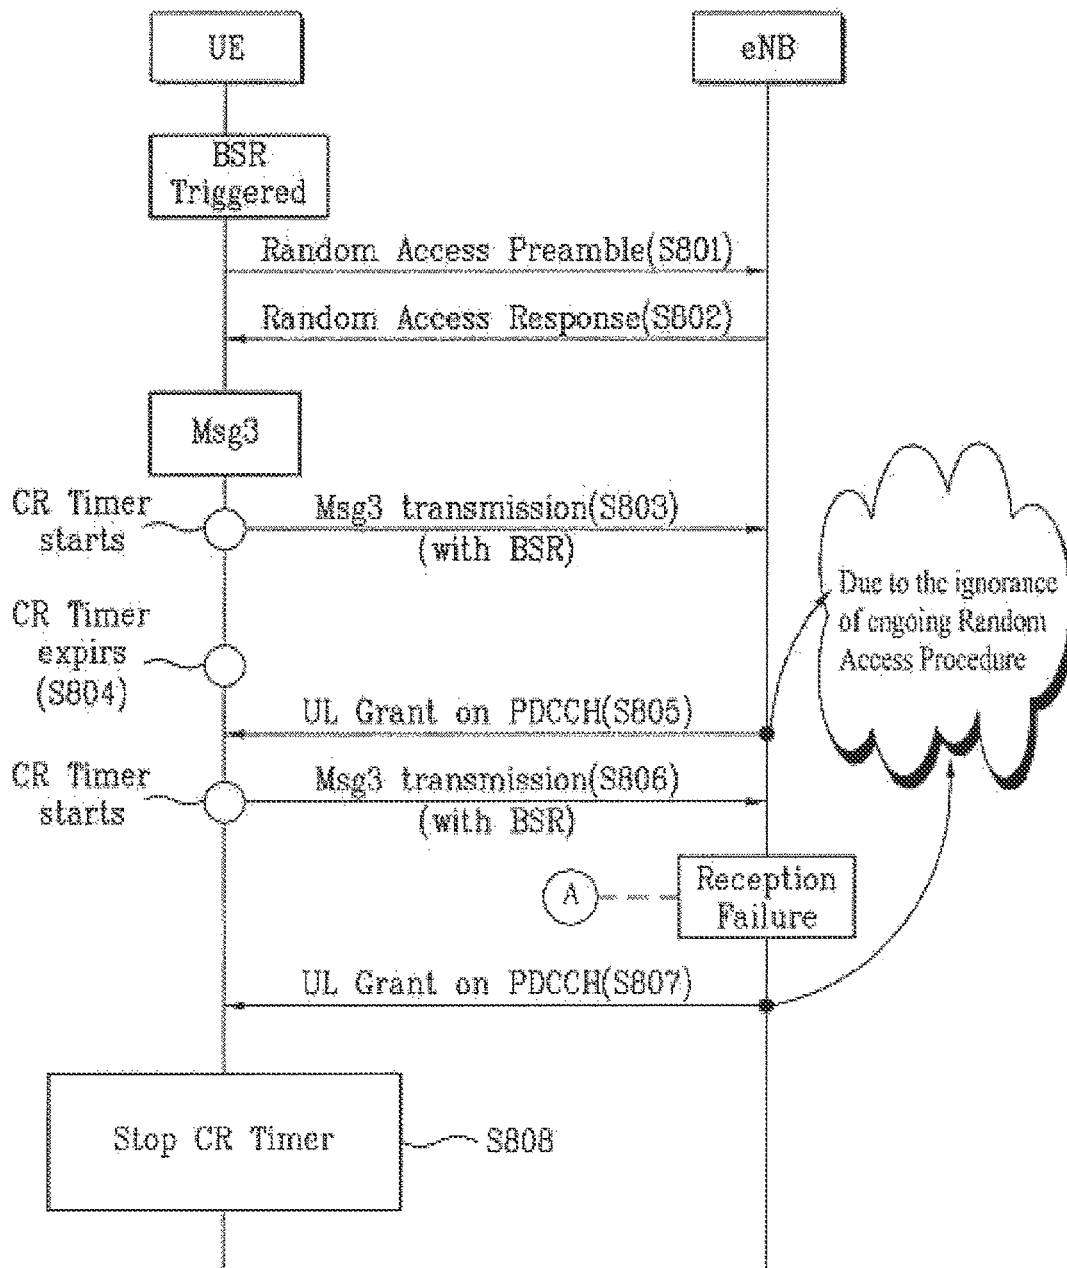 UE
eNB
BSR
Triggered
Random Access Preamble(S801)
Random Access Response(S802)
Msg3
CR Timer
starts
Msg3 transmission(S803)
(with BSR)
Due to the ignorance
of engoing Random
Access Procedure
CR Timer
expirs
(S804)
UL Grant on PDCCH(S805)
CR Timer
starts
Msg3 transmission(S806)
(with BSR)
A
Reception
Failure
UL Grant on PDCCH(S807)
Stop CR Timer
S808